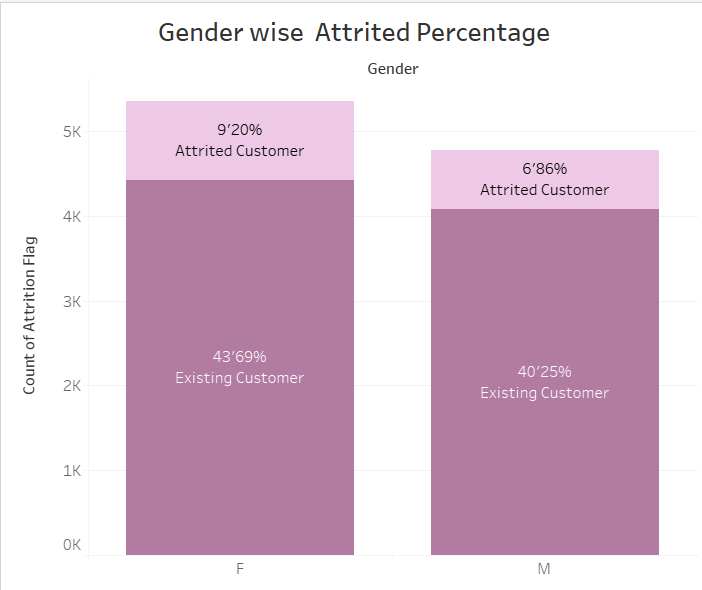 Gender wise  Attrited Percentage
Gender
5K
4K
3K
2K
1K
0K
Count of Attrition Flag
9’20%
Attrited Customer
43’69%
Existing Customer
6’86%
Attrited Customer
40’25%
Existing Customer
F
M